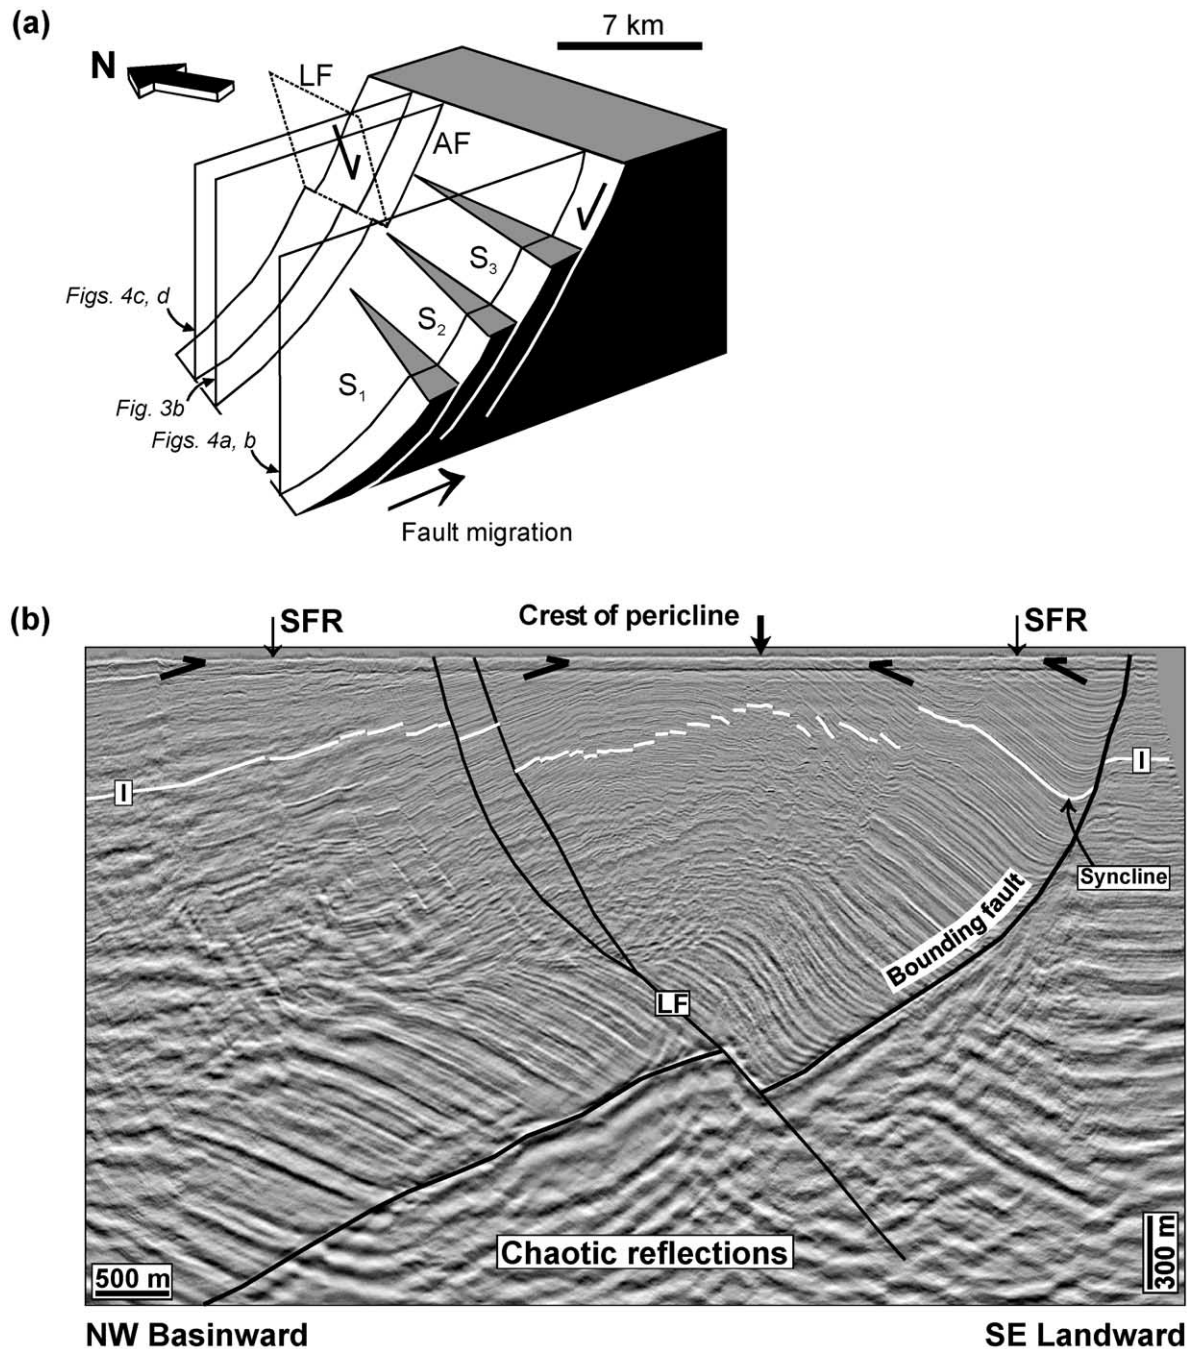 (a)
7 km
N
LF
AF
S3
S2
S1
Figs. 4c, d
Fig. 3b
Figs. 4a, b
Fault migration
(b)
SFR
Crest of pericline
SFR
I
I
Syncline
Bounding fault
LF
Chaotic reflections
500 m
300 m
NW Basinward
SE Landward